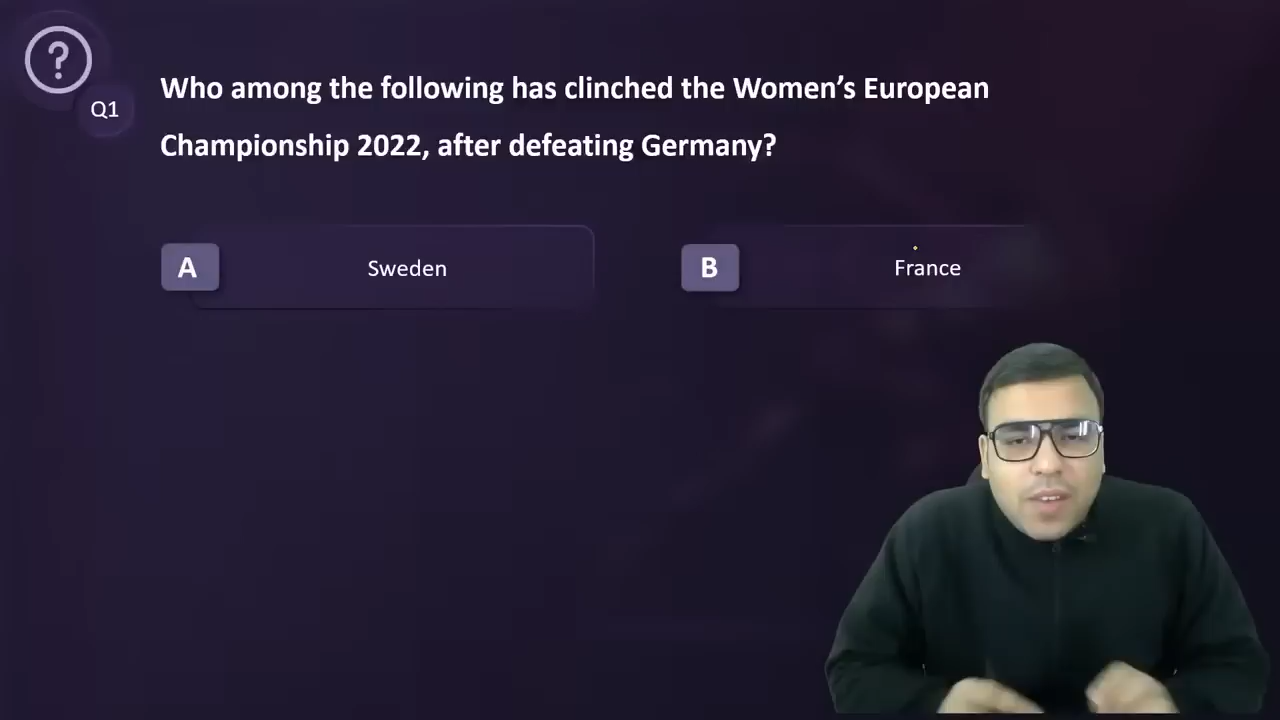 ?
Q1
Who among the following has clinched the Women’s European
Championship 2022, after defeating Germany?
A Sweden
B France